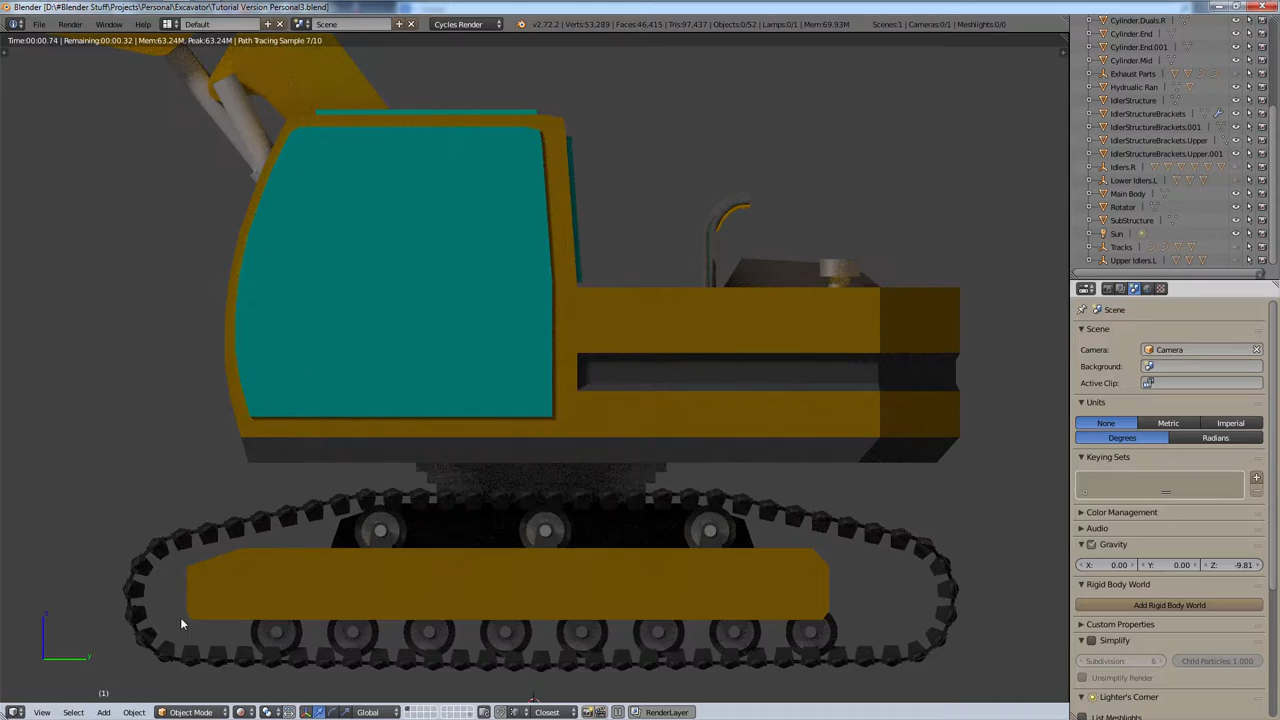 Blender [D:\#Blender Stuff\Projects\Personal\Excavator\Tutorial Version Personal3.blend]
File Render Window Help Default Scene Cycles Render v2.72.2 | Verts:53,289 | Faces:46,415 | Tris:97,437 | Objects:0/52 | Lamps:0/1 | Mem:69.93M Scenes:1 | Cameras:0/1 | Meshlights:0/0
Time:00:00.74 | Remaining:00:00.32 | Mem:63.24M, Peak:63.24M | Path Tracing Sample 7/10
Cylinder.Duals.R
Cylinder.End
Cylinder.End.001
Cylinder.Mid
Exhaust Parts
Hydrualic Ran
IdlerStructure
IdlerStructureBrackets
IdlerStructureBrackets.001
IdlerStructureBrackets.Upper
IdlerStructureBrackets.Upper.001
Idlers.R
Lower Idlers.L
Main Body
Rotator
SubStructure
Sun
Tracks
Upper Idlers.L
Scene
Scene
Camera: Camera
Background:
Active Clip:
Units
None Metric Imperial
Degrees Radians
Keying Sets
Color Management
Audio
Gravity
X: 0.00 Y: 0.00 Z: -9.81
Rigid Body World
Add Rigid Body World
Custom Properties
Simplify
Subdivision: 6 Child Particles: 1.000
Unsimplify Render
Lighter's Corner
List Meshlights
z
y
(1)
View Select Add Object Object Mode Global Closest RenderLayer